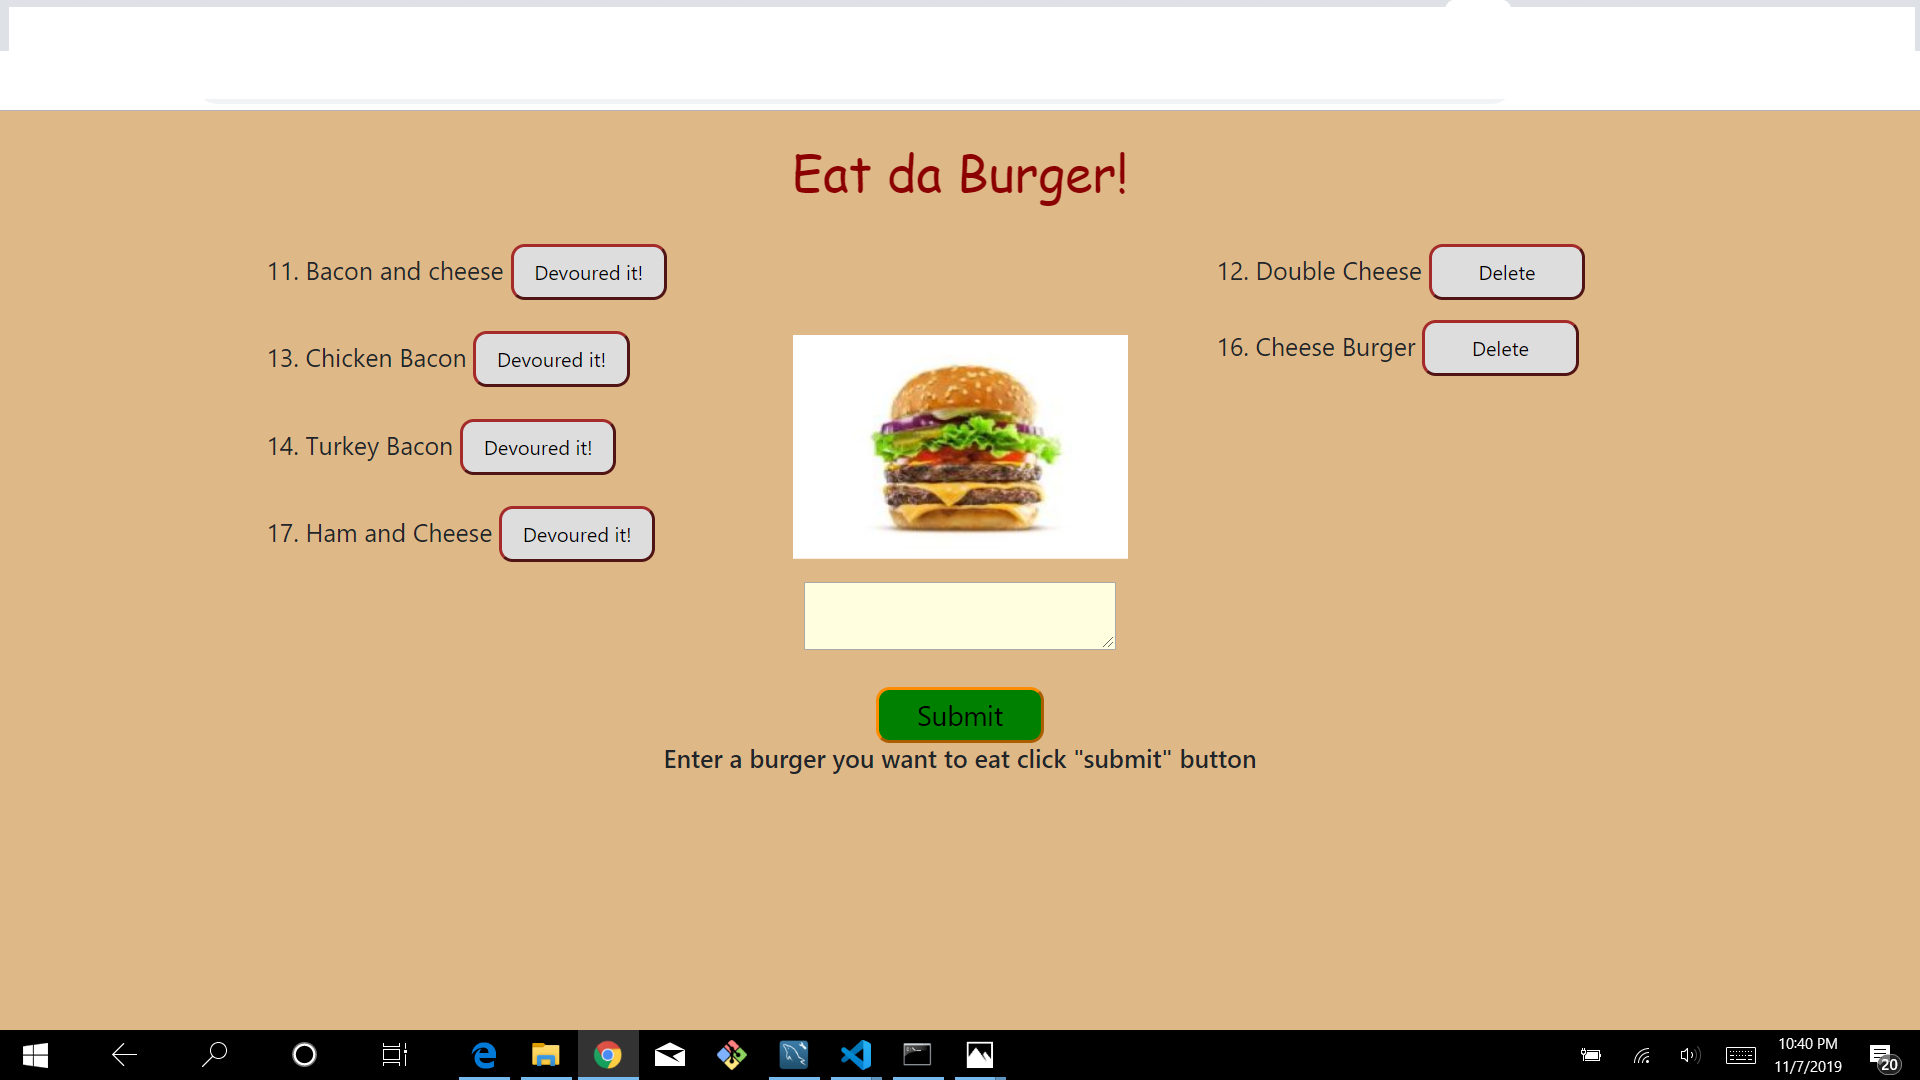 Eat da Burger!
11. Bacon and cheese Devoured it!
13. Chicken Bacon Devoured it!
14. Turkey Bacon Devoured it!
17. Ham and Cheese Devoured it!
12. Double Cheese Delete
16. Cheese Burger Delete
Submit
Enter a burger you want to eat click "submit" button
10:40 PM
11/7/2019
20